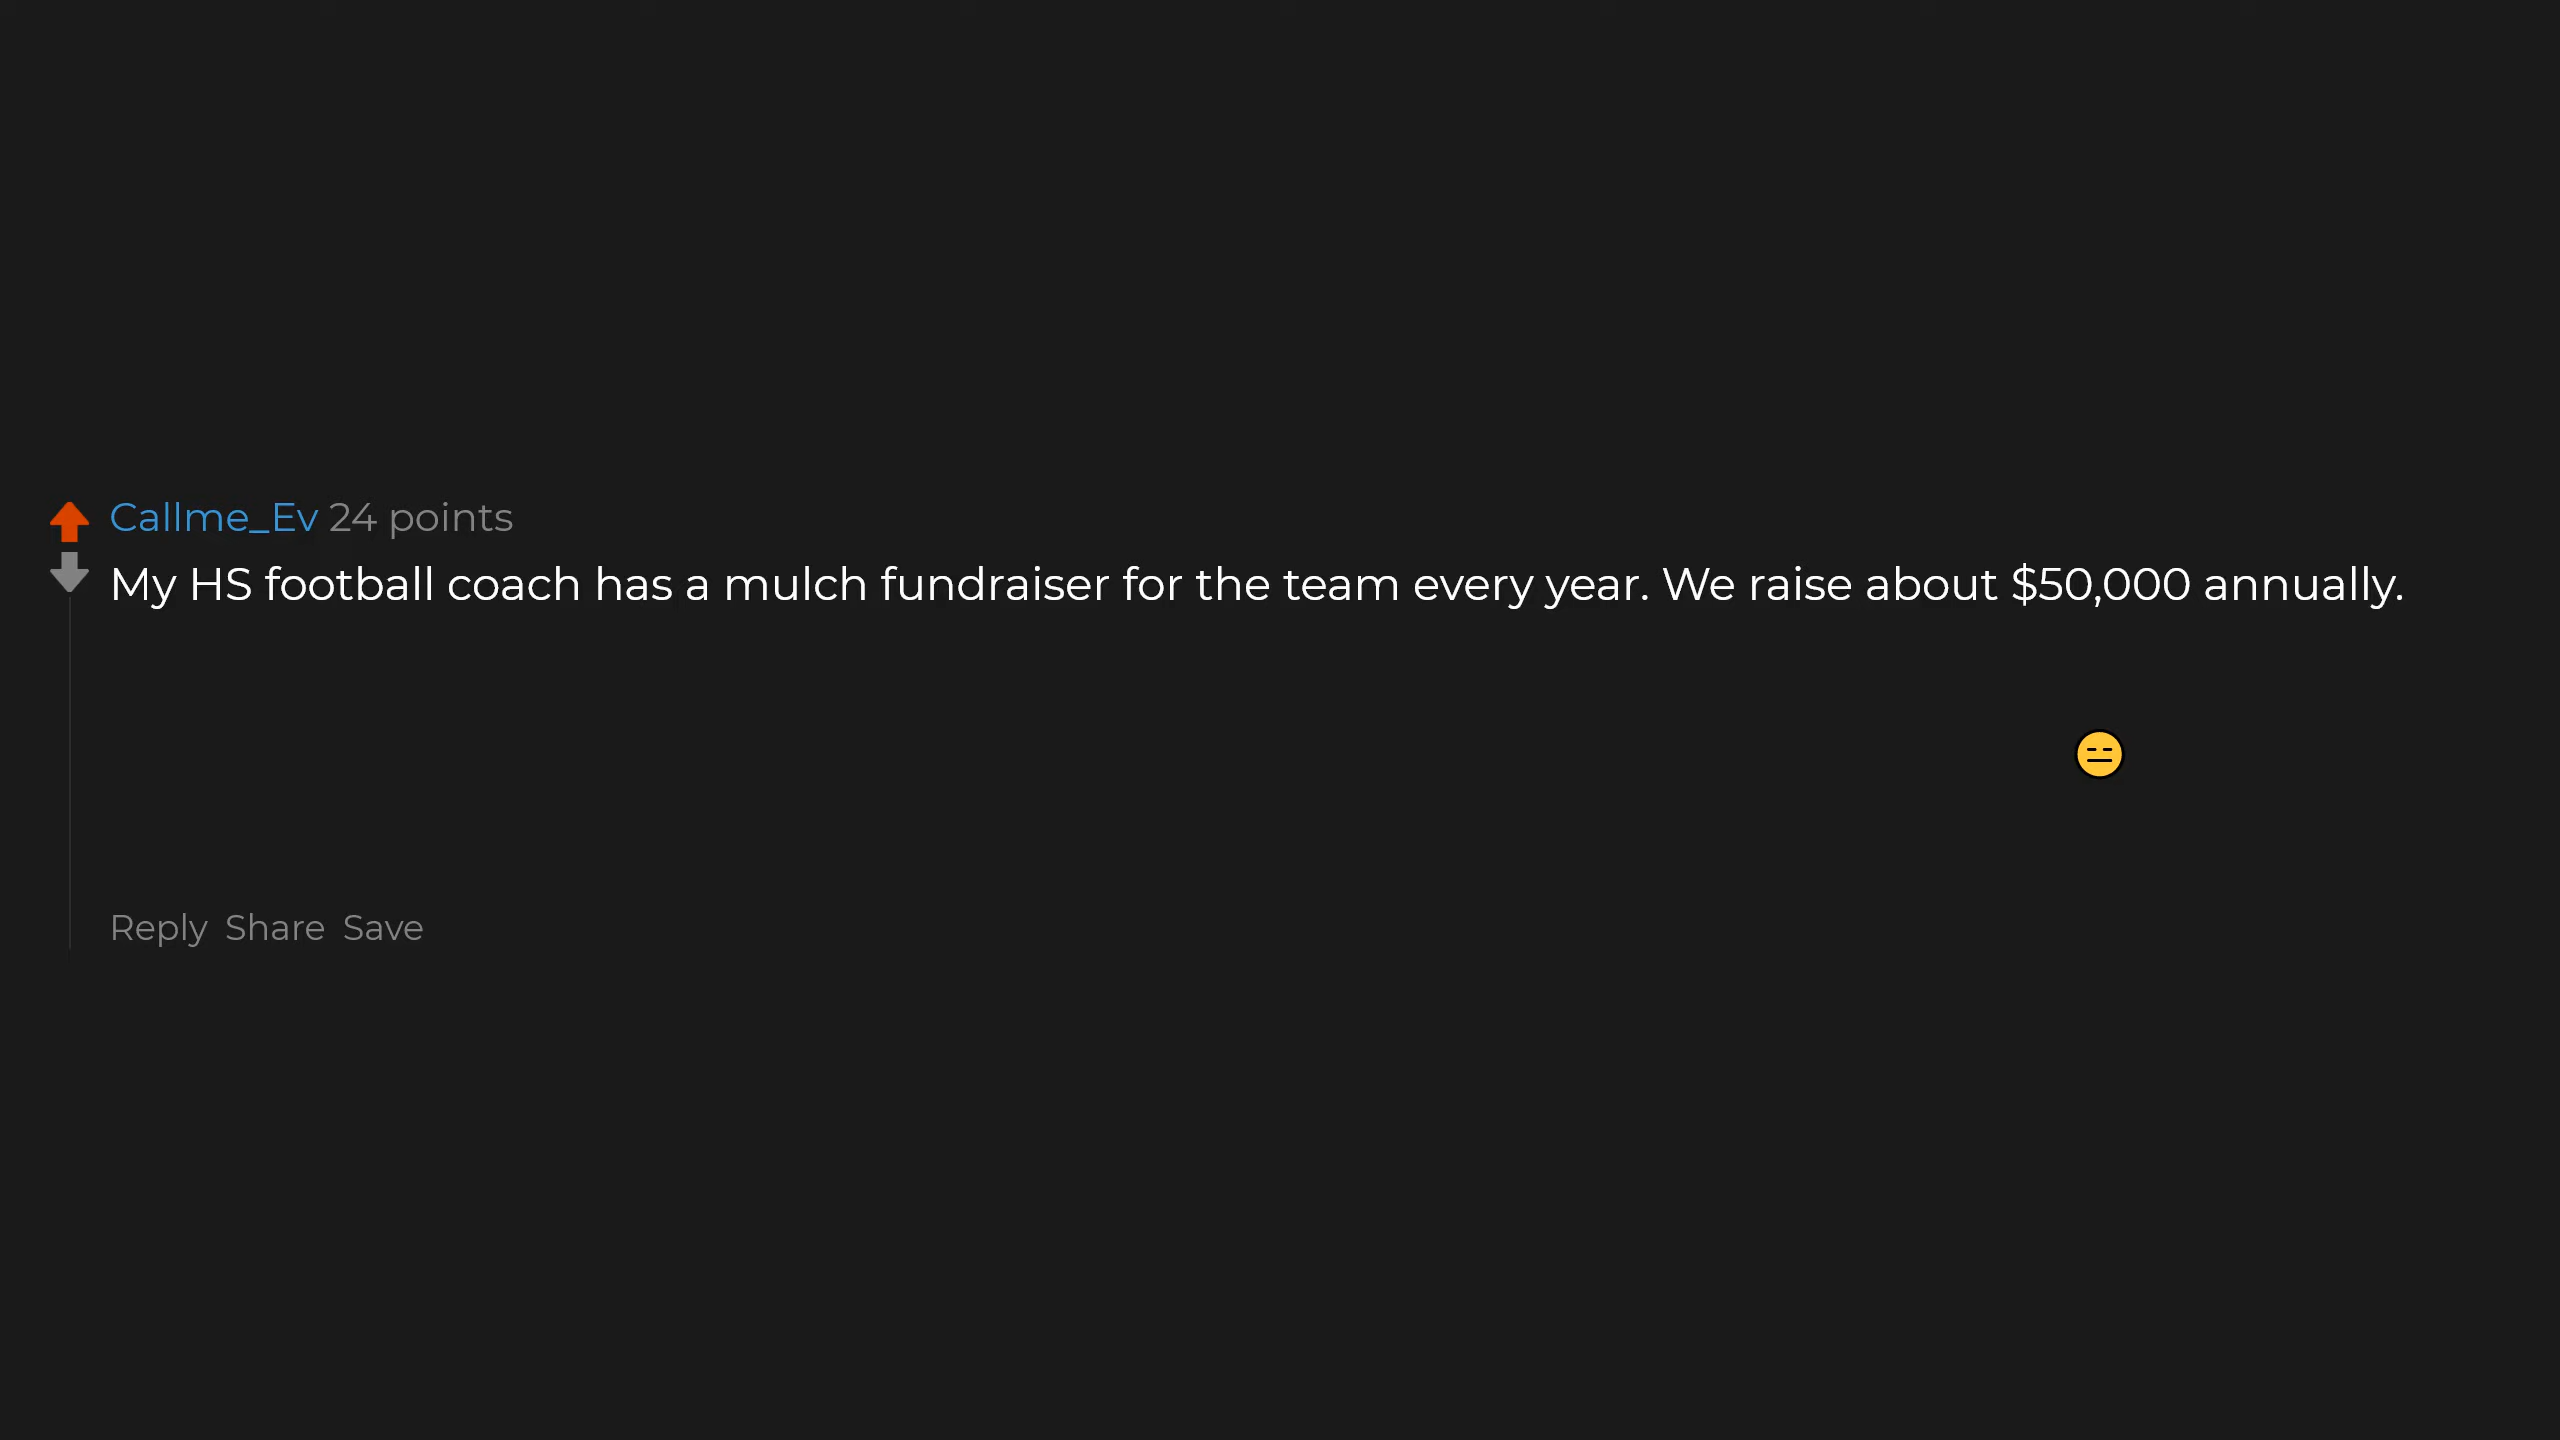 Callme_Ev 24 points
My HS football coach has a mulch fundraiser for the team every year. We raise about $50,000 annually.
Reply Share Save